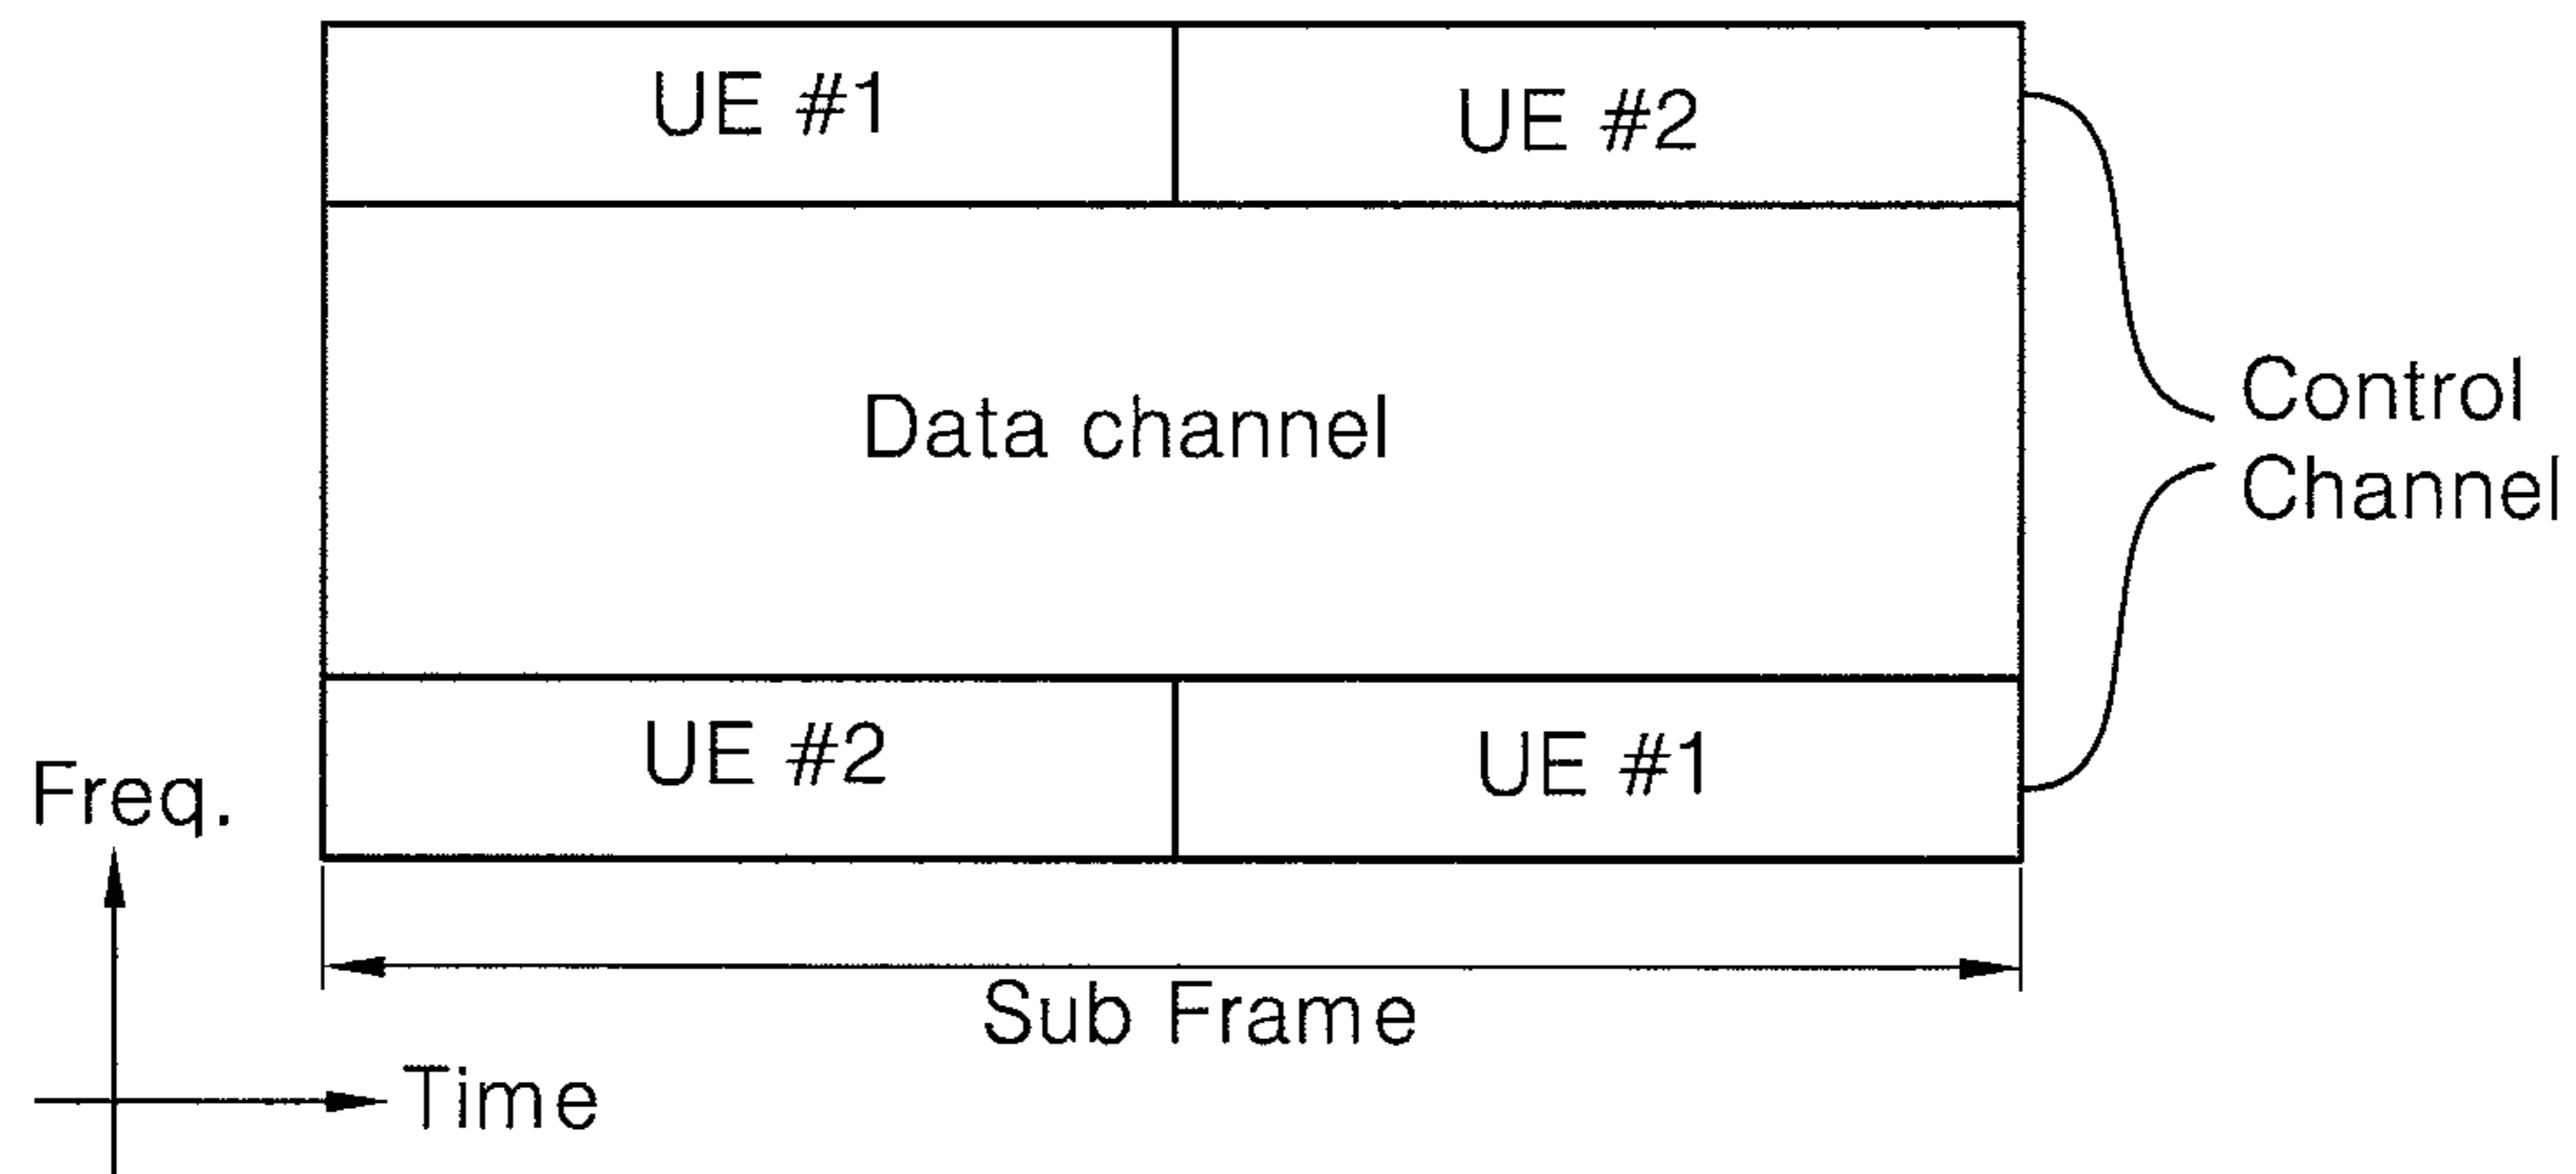 UE #1
UE #2
Data channel
Control
Channel
UE #2
UE #1
Freq.
Sub Frame
Time